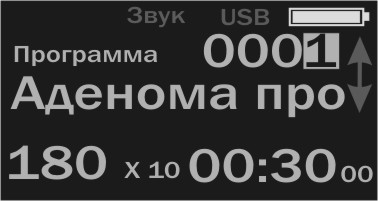 Звук USB
Программа 0001
Аденома про
180 X 10 00:30 00